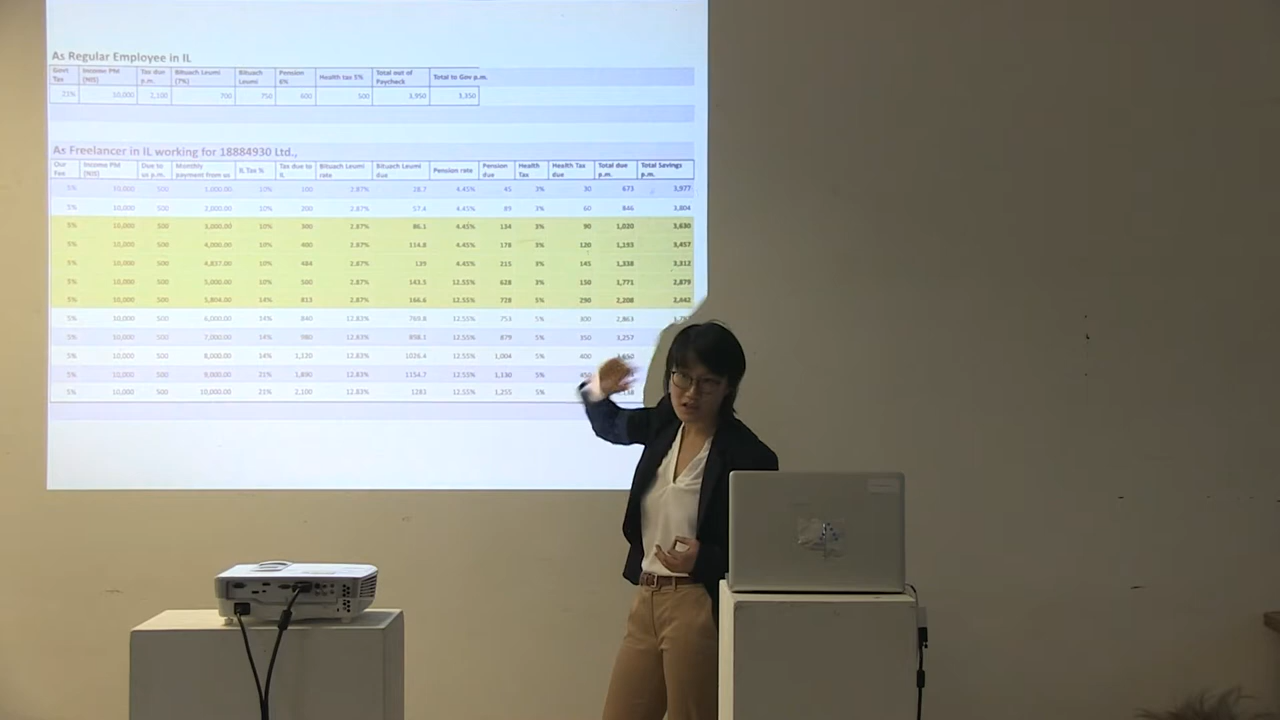 As Regular Employee in IL
Govt Tax Income PM (NIS) Tax due p.m. Bituach Leumi (7%) Bituach Leumi Pension 6% Health tax 5% Total out of Paycheck Total to Gov p.m.
21% 10,000 2,100 700 750 600 500 3,950 3,350
As Freelancer in IL working for 18884930 Ltd.,
Our Fee Income PM (NIS) Due to us p.m. Monthly payment from us IL Tax % Tax due to IL Bituach Leumi rate Bituach Leumi due Pension rate Pension due Health Tax Health Tax due Total due p.m. Total Savings p.m.
5% 10,000 500 1,000.00 10% 100 2.87% 28.7 4.45% 45 3% 30 673 3,977
5% 10,000 500 2,000.00 10% 200 2.87% 57.4 4.45% 89 3% 60 846 3,804
5% 10,000 500 3,000.00 10% 300 2.87% 86.1 4.45% 134 3% 90 1,020 3,630
5% 10,000 500 4,000.00 10% 400 2.87% 114.8 4.45% 178 3% 120 1,193 3,457
5% 10,000 500 4,837.00 10% 484 2.87% 139 4.45% 215 3% 145 1,338 3,312
5% 10,000 500 5,000.00 10% 500 2.87% 143.5 12.55% 628 3% 150 1,771 2,879
5% 10,000 500 5,804.00 14% 813 2.87% 166.6 12.55% 728 5% 290 2,208 2,442
5% 10,000 500 6,000.00 14% 840 12.83% 769.8 12.55% 753 5% 300 2,863
5% 10,000 500 7,000.00 14% 980 12.83% 898.1 12.55% 879 5% 350 3,257
5% 10,000 500 8,000.00 14% 1,120 12.83% 1026.4 12.55% 1,004 5% 400 3,650
5% 10,000 500 9,000.00 21% 1,890 12.83% 1154.7 12.55% 1,130 5% 450
5% 10,000 500 10,000.00 21% 2,100 12.83% 1283 12.55% 1,255 5%